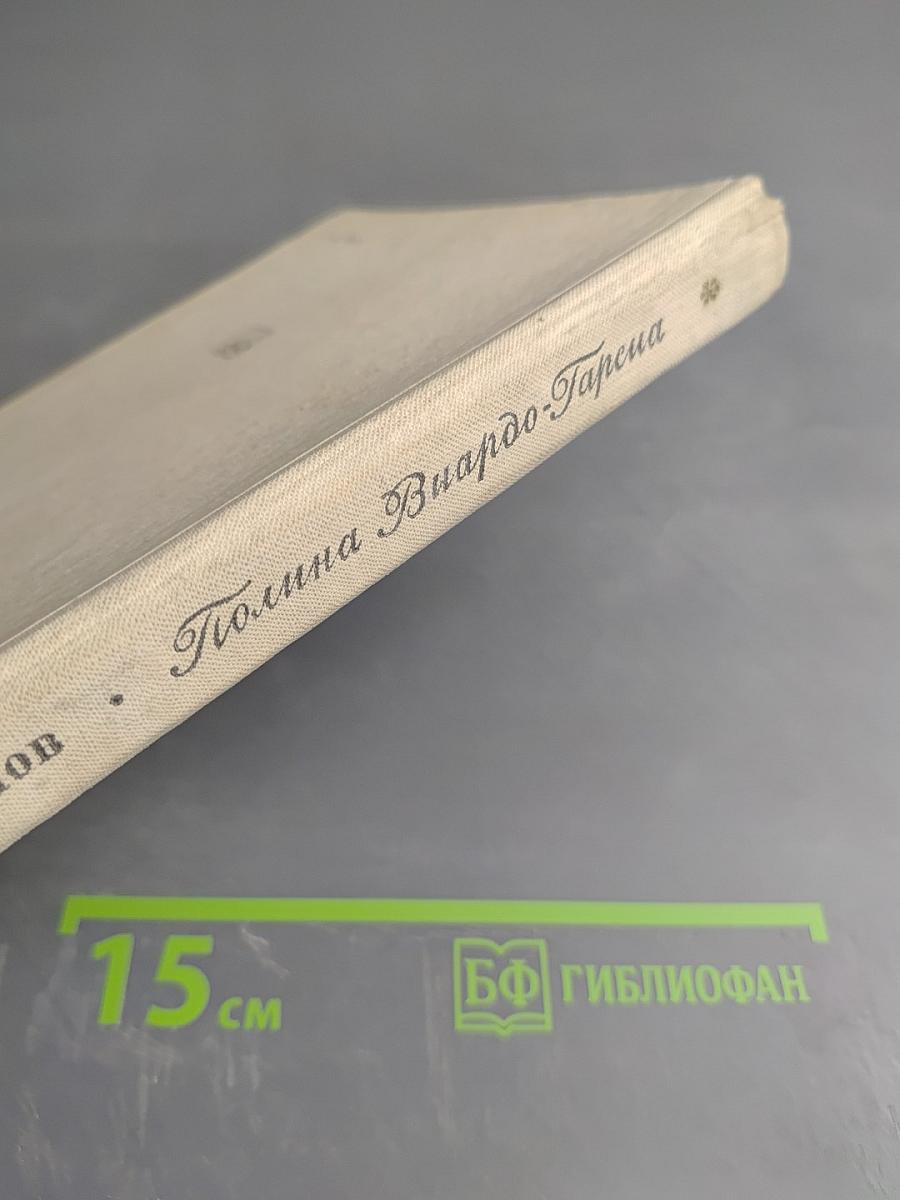 Полина Виардо-Гарсиа
ов
15 см
БФ ГИБЛИОФАН